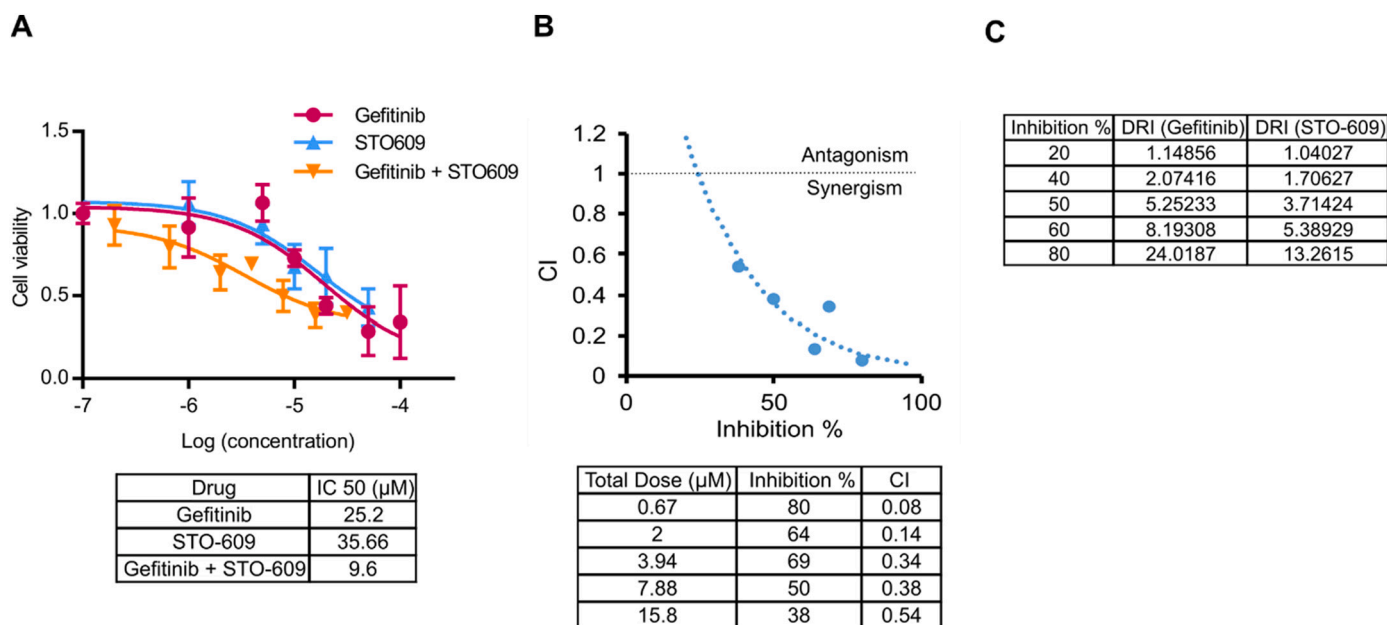 A
Gefitinib
STO609
Gefitinib + STO609
1.5
1.0
0.5
0.0
Cell viability
-7 -6 -5 -4
Log (concentration)
Drug IC 50 (µM)
Gefitinib 25.2
STO-609 35.66
Gefitinib + STO-609 9.6
B
1.2
1
0.8
0.6
0.4
0.2
0
CI
Antagonism
Synergism
0 50 100
Inhibition %
Total Dose (µM) Inhibition % CI
0.67 80 0.08
2 64 0.14
3.94 69 0.34
7.88 50 0.38
15.8 38 0.54
C
Inhibition % DRI (Gefitinib) DRI (STO-609)
20 1.14856 1.04027
40 2.07416 1.70627
50 5.25233 3.71424
60 8.19308 5.38929
80 24.0187 13.2615